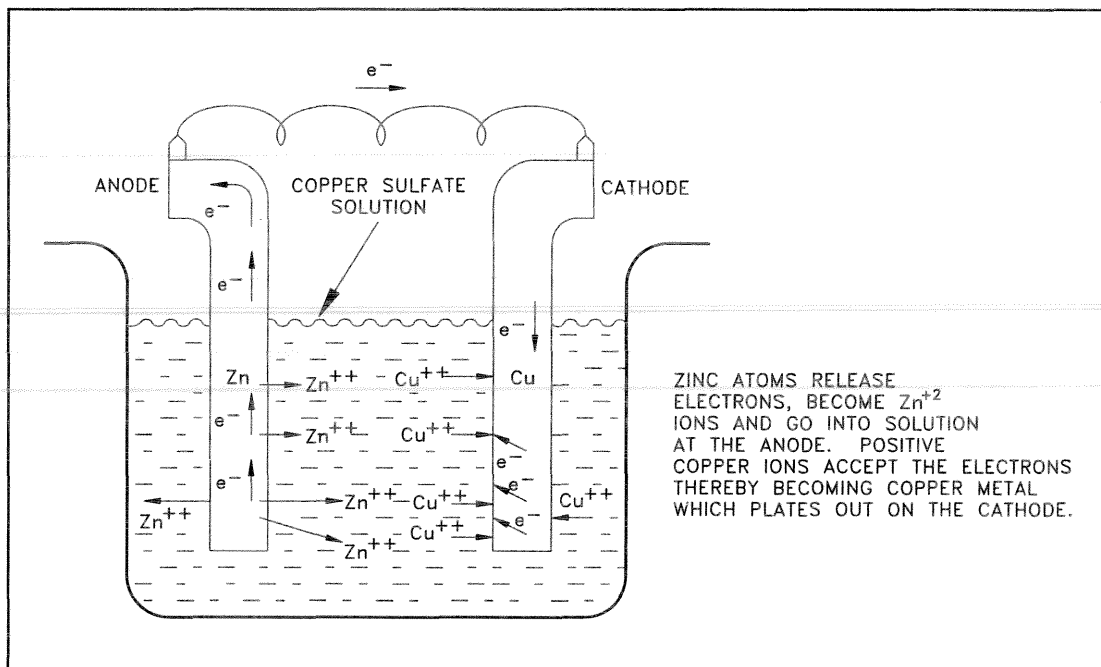 e⁻
ANODE
COPPER SULFATE
SOLUTION
CATHODE
e⁻
e⁻
e⁻
Zn
Zn⁺⁺
Cu⁺⁺
Cu
e⁻
Zn⁺⁺
Cu⁺⁺
e⁻
e⁻
e⁻
Zn⁺⁺
Zn⁺⁺
Cu⁺⁺
e⁻
Cu⁺⁺
Cu⁺⁺
Zn⁺⁺
ZINC ATOMS RELEASE
ELECTRONS, BECOME Zn⁺²
IONS AND GO INTO SOLUTION
AT THE ANODE. POSITIVE
COPPER IONS ACCEPT THE ELECTRONS
THEREBY BECOMING COPPER METAL
WHICH PLATES OUT ON THE CATHODE.